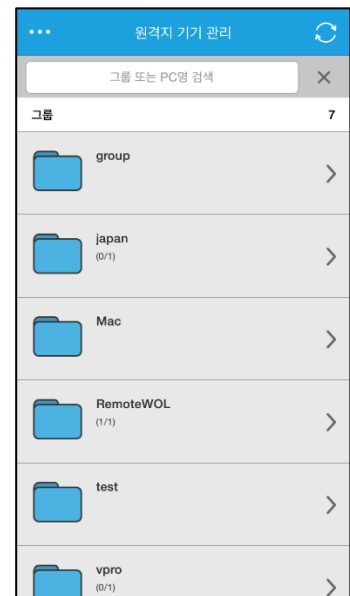 원격지 기기 관리
그룹 또는 PC명 검색
그룹 7
group
japan
(0/1)
Mac
RemoteWOL
(1/1)
test
vpro
(0/1)